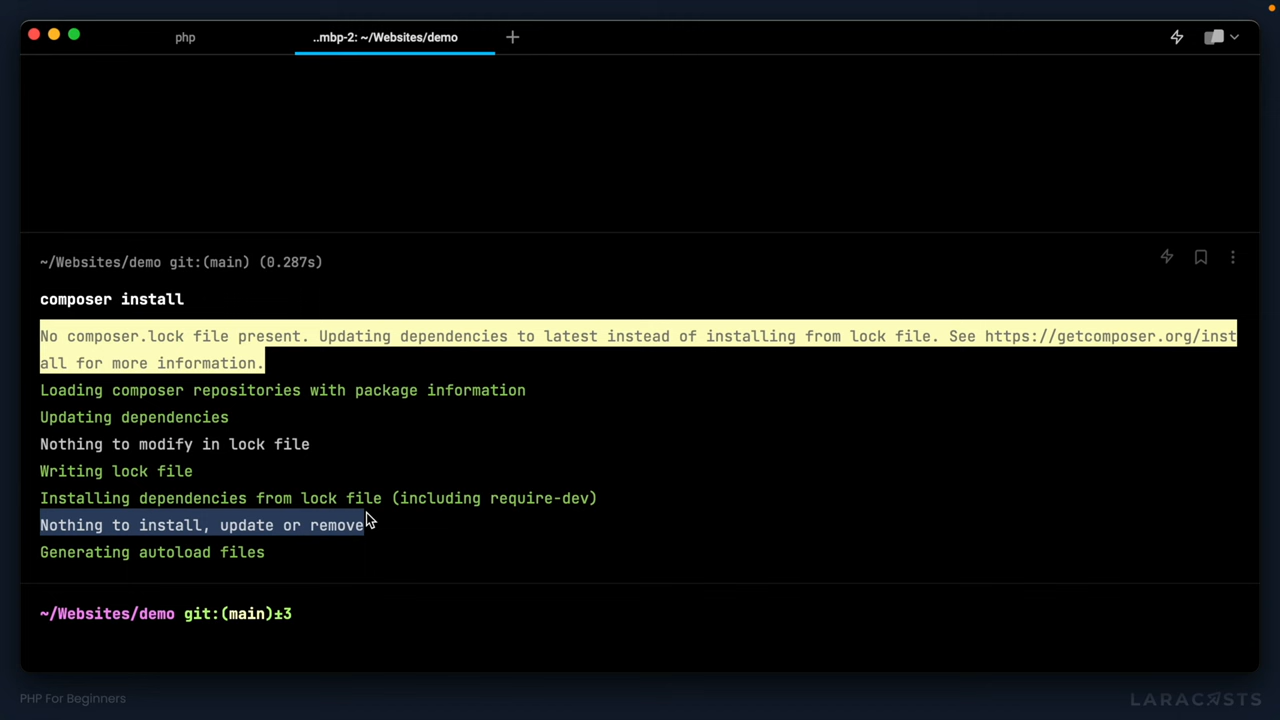 php
..mbp-2: ~/Websites/demo
~/Websites/demo git:(main) (0.287s)
composer install
No composer.lock file present. Updating dependencies to latest instead of installing from lock file. See https://getcomposer.org/inst
all for more information.
Loading composer repositories with package information
Updating dependencies
Nothing to modify in lock file
Writing lock file
Installing dependencies from lock file (including require-dev)
Nothing to install, update or remove
Generating autoload files
~/Websites/demo git:(main)±3
PHP For Beginners
LARACASTS